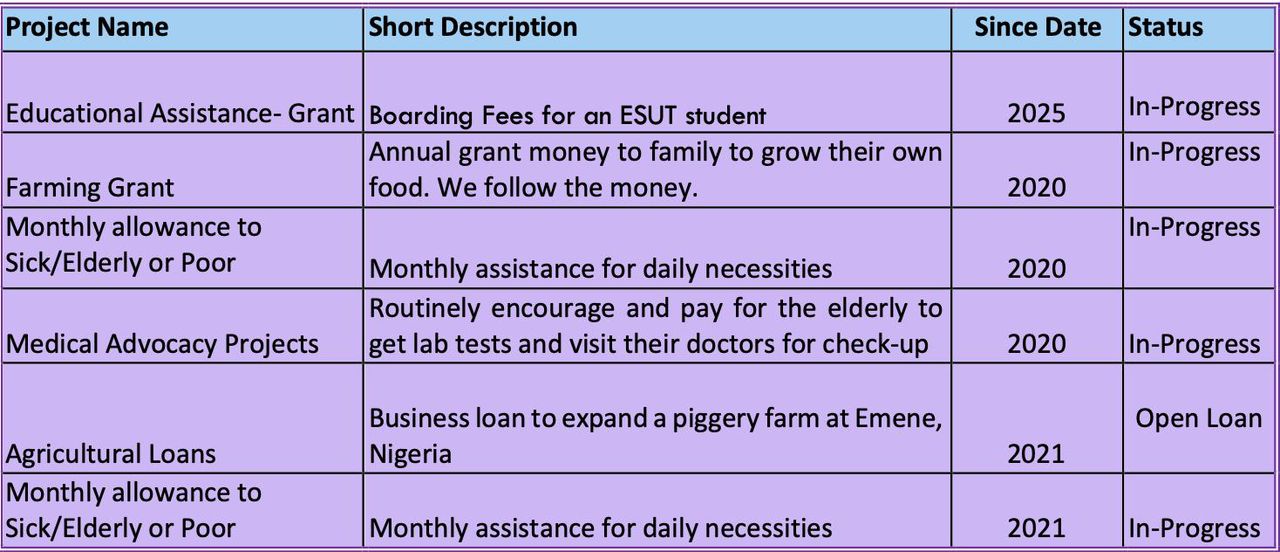 Project Name Short Description Since Date Status
Educational Assistance- Grant Boarding Fees for an ESUT student 2025 In-Progress
Annual grant money to family to grow their own In-Progress
Farming Grant food. We follow the money. 2020
Monthly allowance to In-Progress
Sick/Elderly or Poor Monthly assistance for daily necessities 2020
Routinely encourage and pay for the elderly to
Medical Advocacy Projects get lab tests and visit their doctors for check-up 2020 In-Progress
Business loan to expand a piggery farm at Emene, Open Loan
Agricultural Loans Nigeria 2021
Monthly allowance to
Sick/Elderly or Poor Monthly assistance for daily necessities 2021 In-Progress